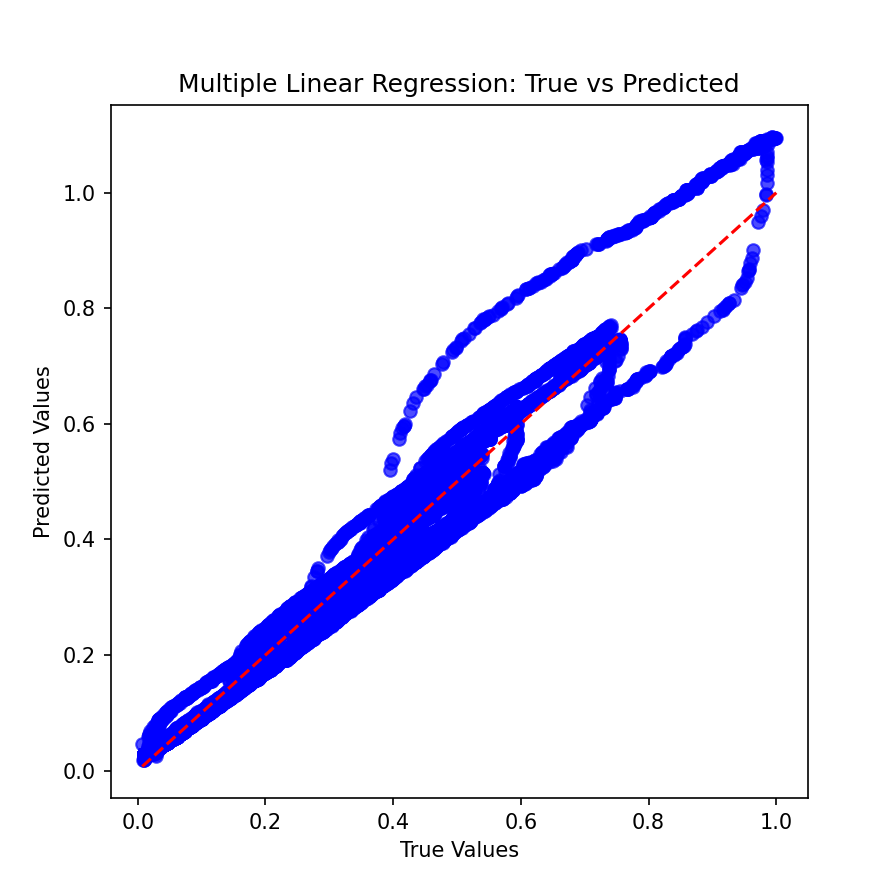 Multiple Linear Regression: True vs Predicted
Predicted Values
1.0
0.8
0.6
0.4
0.2
0.0
0.0 0.2 0.4 0.6 0.8 1.0
True Values